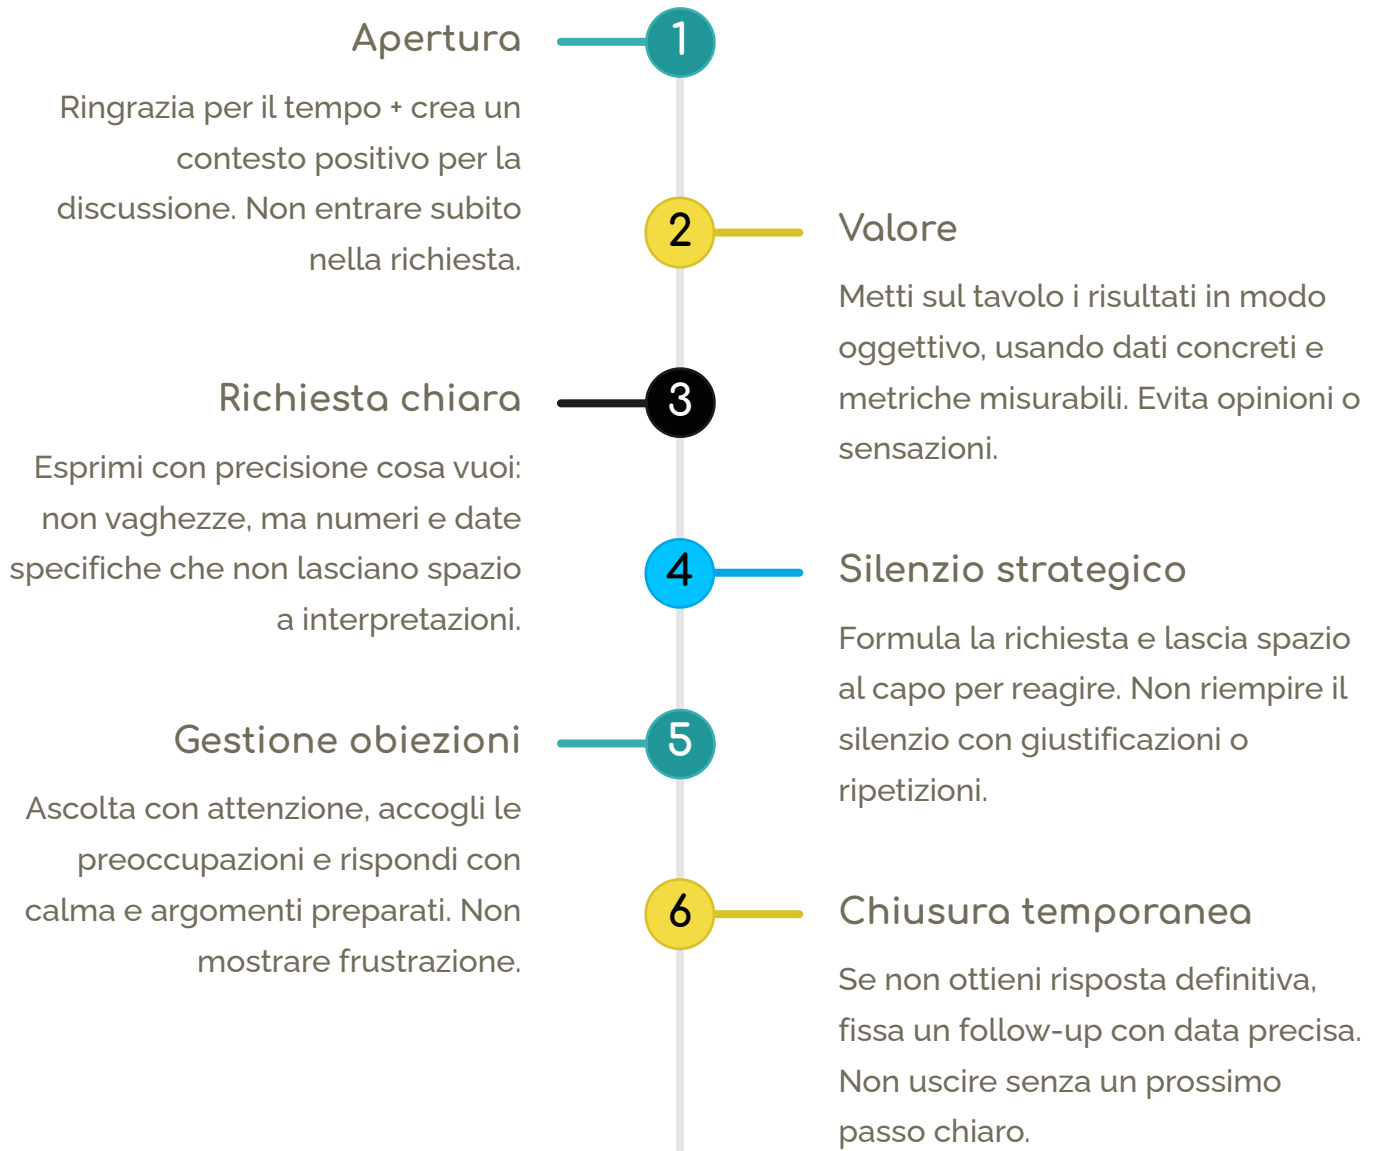 1
Apertura
Ringrazia per il tempo + crea un
contesto positivo per la
discussione. Non entrare subito
nella richiesta.
2
Valore
Metti sul tavolo i risultati in modo
oggettivo, usando dati concreti e
metriche misurabili. Evita opinioni o
sensazioni.
3
Richiesta chiara
Esprimi con precisione cosa vuoi:
non vaghezze, ma numeri e date
specifiche che non lasciano spazio
a interpretazioni.
4
Silenzio strategico
Formula la richiesta e lascia spazio
al capo per reagire. Non riempire il
silenzio con giustificazioni o
ripetizioni.
5
Gestione obiezioni
Ascolta con attenzione, accogli le
preoccupazioni e rispondi con
calma e argomenti preparati. Non
mostrare frustrazione.
6
Chiusura temporanea
Se non ottieni risposta definitiva,
fissa un follow-up con data precisa.
Non uscire senza un prossimo
passo chiaro.